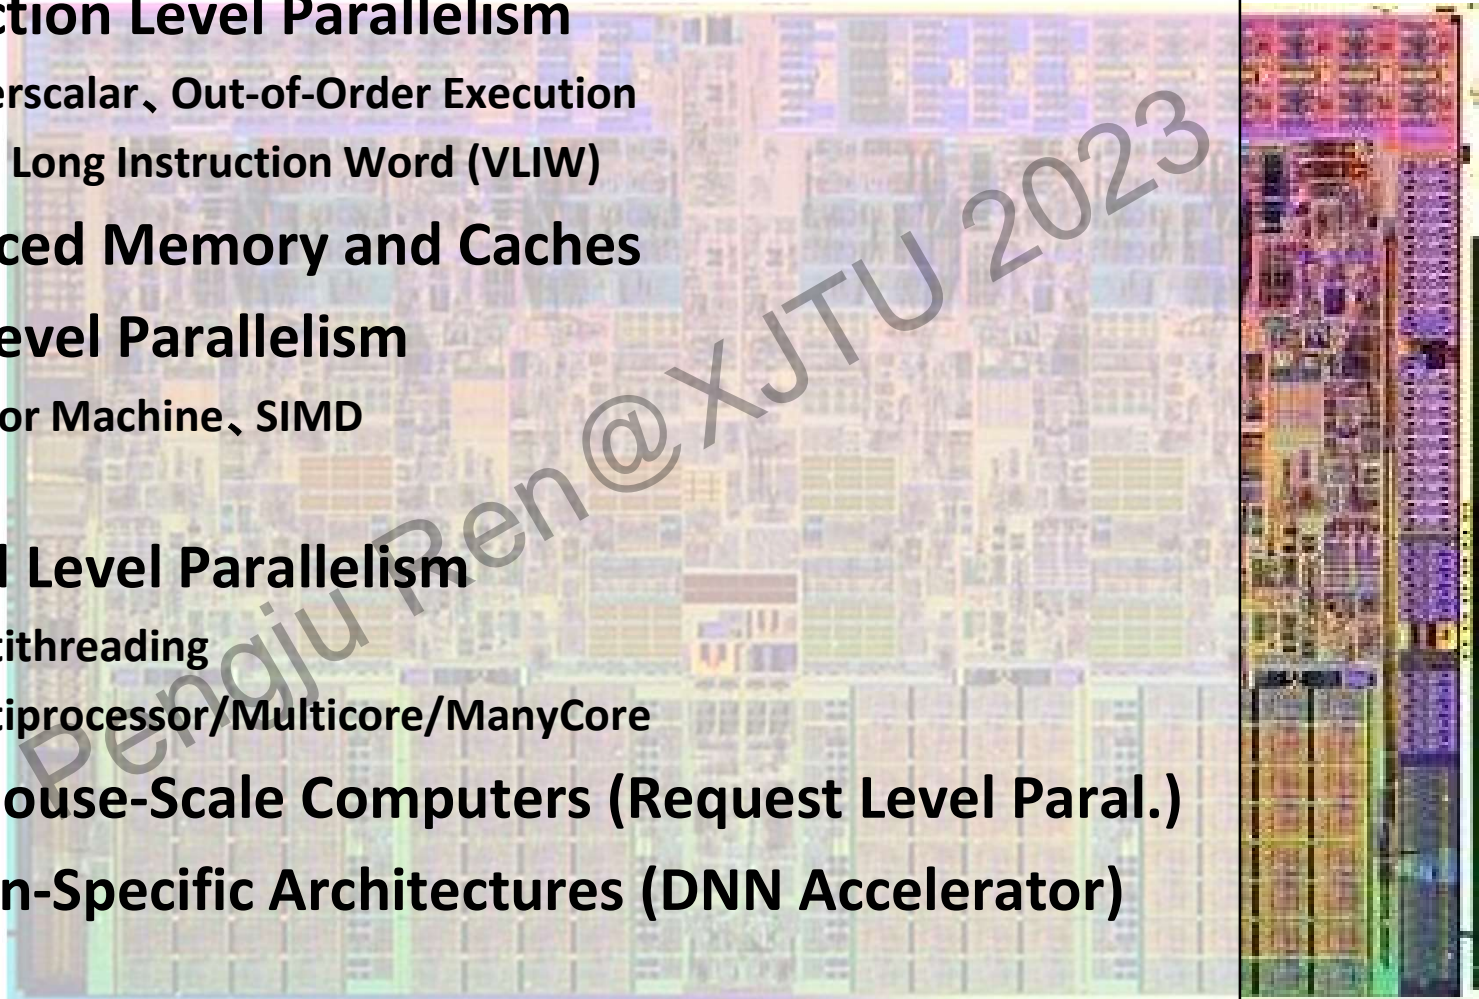 ction Level Parallelism
erscalar、Out-of-Order Execution
Long Instruction Word (VLIW)
ced Memory and Caches
evel Parallelism
or Machine、SIMD
l Level Parallelism
tithreading
tiprocessor/Multicore/ManyCore
ouse-Scale Computers (Request Level Paral.)
n-Specific Architectures (DNN Accelerator)
Pengju Ren@XJTU 2023